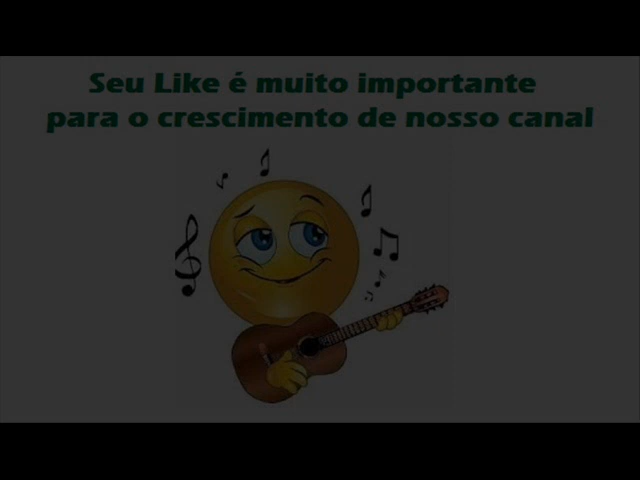 Seu Like é muito importante
para o crescimento de nosso canal